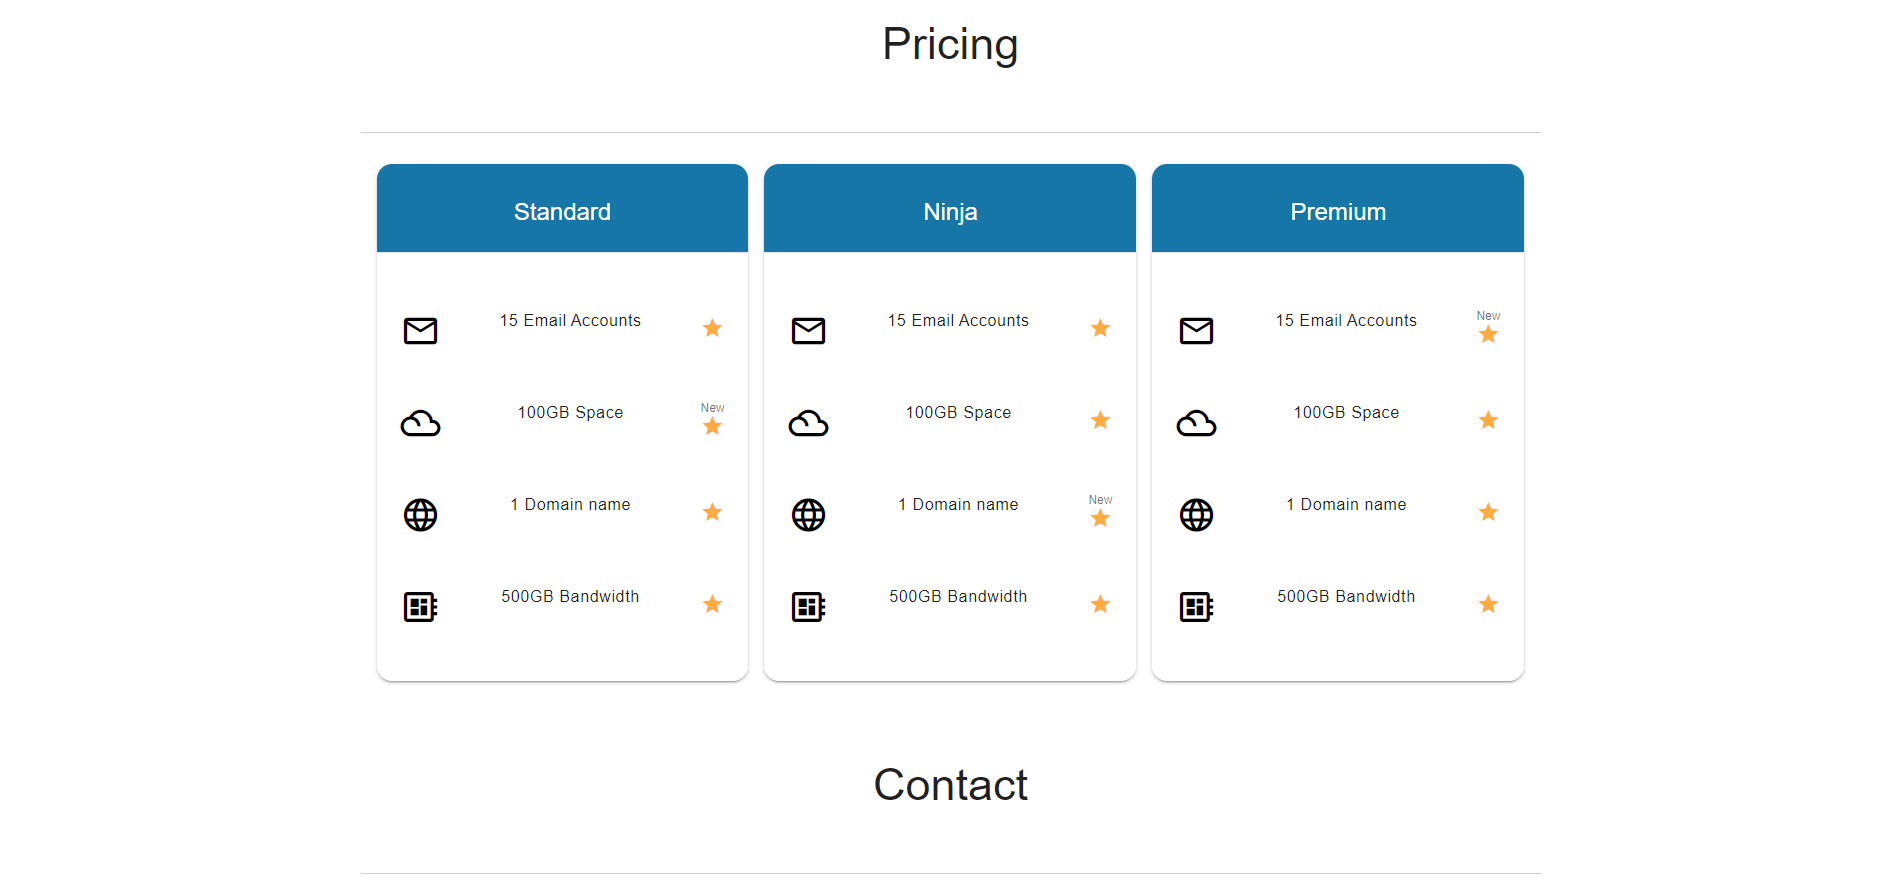 Pricing
Standard
15 Email Accounts
100GB Space
New
1 Domain name
500GB Bandwidth
Ninja
15 Email Accounts
100GB Space
1 Domain name
New
500GB Bandwidth
Premium
15 Email Accounts
New
100GB Space
1 Domain name
500GB Bandwidth
Contact